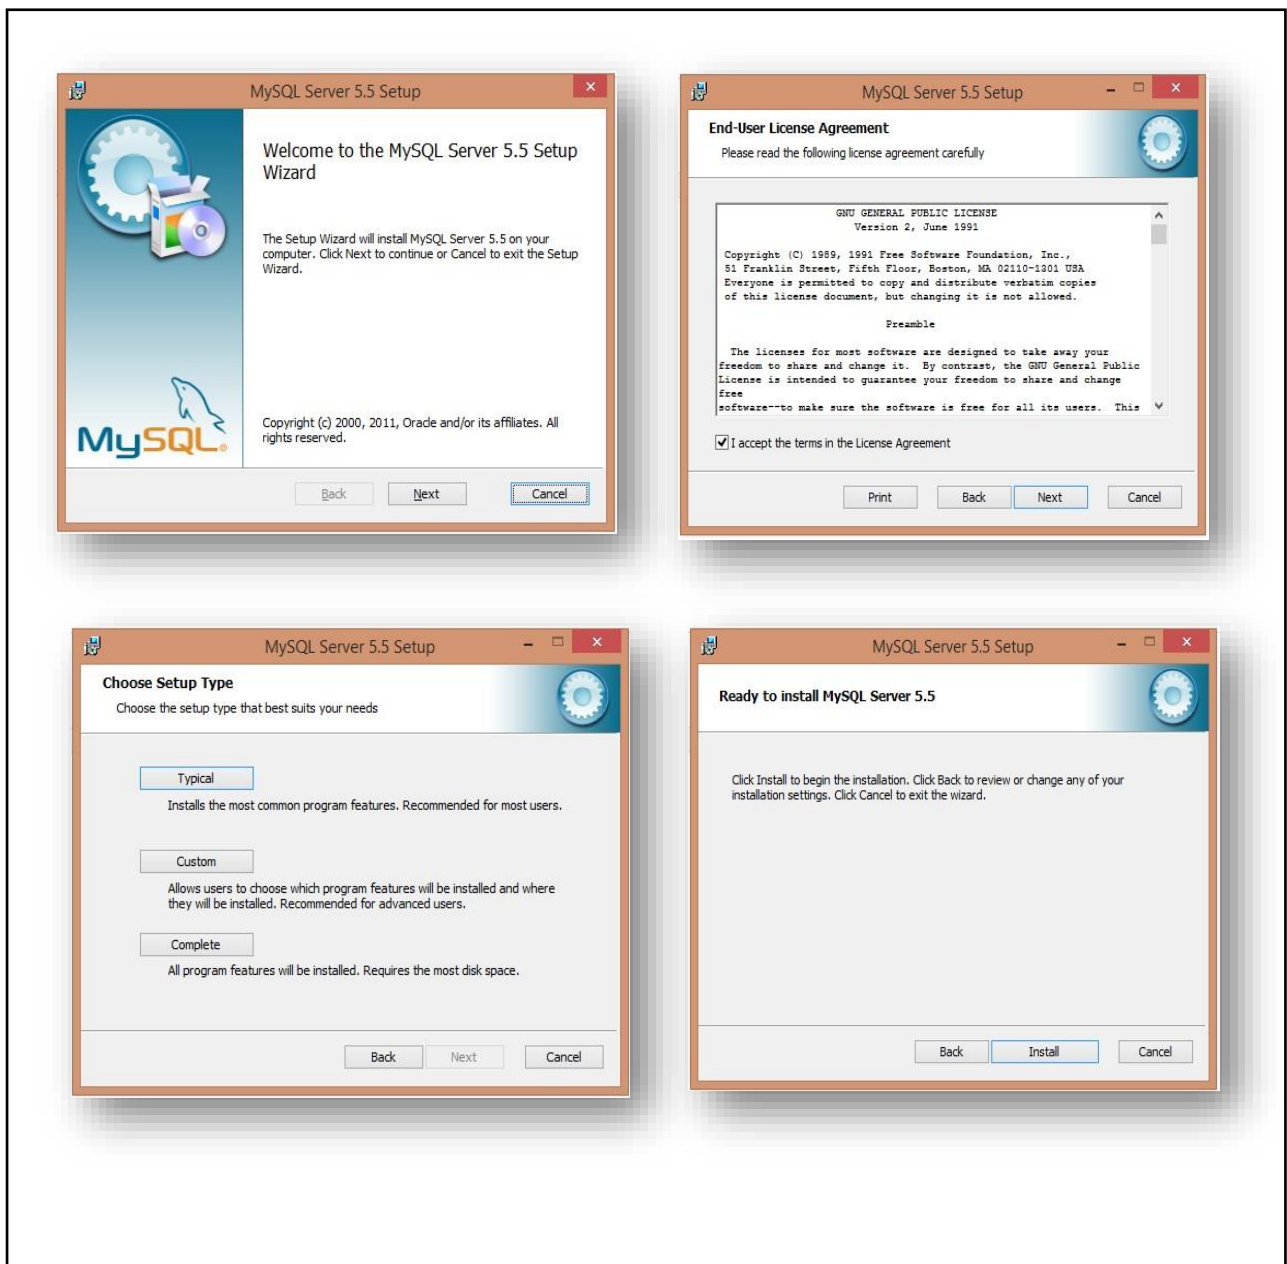 MySQL Server 5.5 Setup
Welcome to the MySQL Server 5.5 Setup
Wizard
The Setup Wizard will install MySQL Server 5.5 on your
computer. Click Next to continue or Cancel to exit the Setup
Wizard.
MySQL®
Copyright (c) 2000, 2011, Oracle and/or its affiliates. All
rights reserved.
Back Next Cancel
MySQL Server 5.5 Setup
End-User License Agreement
Please read the following license agreement carefully
GNU GENERAL PUBLIC LICENSE
Version 2, June 1991
Copyright (C) 1989, 1991 Free Software Foundation, Inc.,
51 Franklin Street, Fifth Floor, Boston, MA 02110-1301 USA
Everyone is permitted to copy and distribute verbatim copies
of this license document, but changing it is not allowed.
Preamble
The licenses for most software are designed to take away your
freedom to share and change it. By contrast, the GNU General Public
License is intended to guarantee your freedom to share and change
free
software--to make sure the software is free for all its users. This
I accept the terms in the License Agreement
Print Back Next Cancel
MySQL Server 5.5 Setup
Choose Setup Type
Choose the setup type that best suits your needs
Typical
Installs the most common program features. Recommended for most users.
Custom
Allows users to choose which program features will be installed and where
they will be installed. Recommended for advanced users.
Complete
All program features will be installed. Requires the most disk space.
Back Next Cancel
MySQL Server 5.5 Setup
Ready to install MySQL Server 5.5
Click Install to begin the installation. Click Back to review or change any of your
installation settings. Click Cancel to exit the wizard.
Back Install Cancel